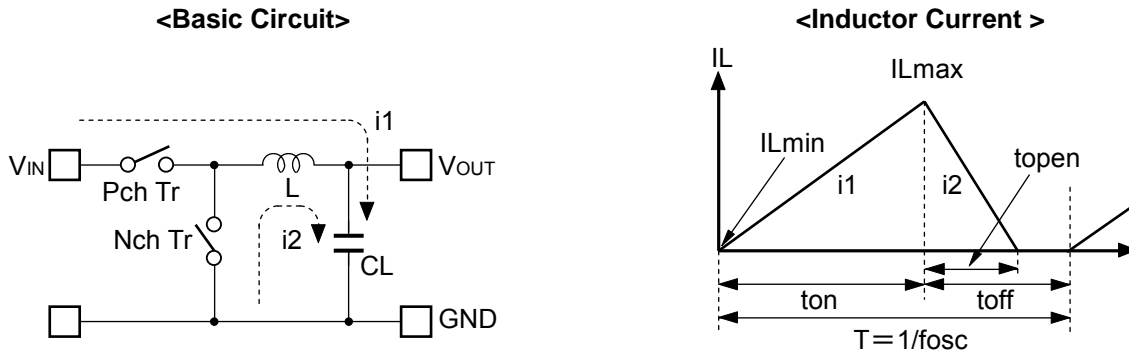 <Basic Circuit>
i1
VIN
Pch Tr
L
VOUT
Nch Tr
i2
CL
GND
<Inductor Current >
IL
ILmax
ILmin
i1
i2
topen
ton
toff
T＝1/fosc